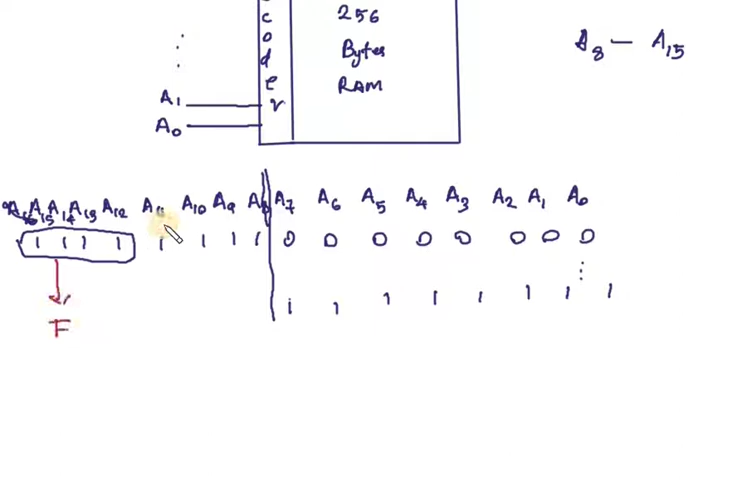 c
o
d
e
r
256
Bytes
RAM
A8 — A15
A1
A0
A15 A14 A13 A12 A11 A10 A9 A8 A7 A6 A5 A4 A3 A2 A1 A0
1 1 1 1 1 1 1 1 0 0 0 0 0 0 0 0
1 1 1 1 1 1 1 1
F